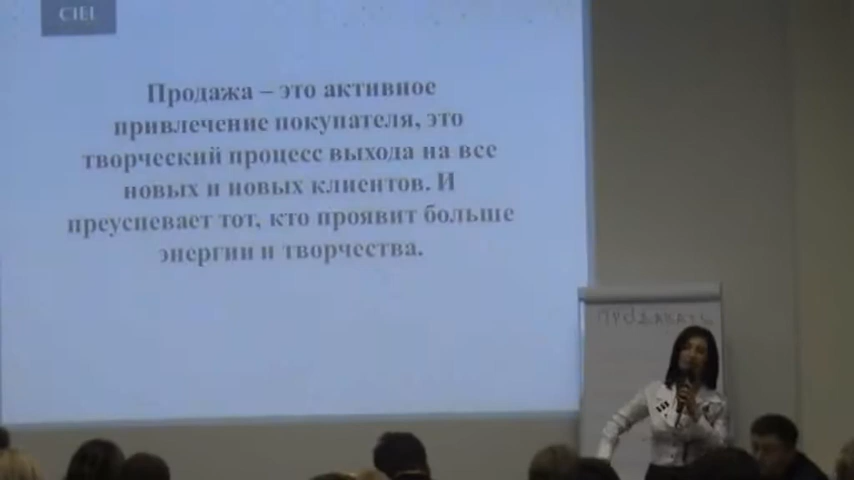 CIEL
Продажа – это активное
привлечение покупателя, это
творческий процесс выхода на все
новых и новых клиентов. И
преуспевает тот, кто проявит больше
энергии и творчества.
ПРОДАВАТЬ